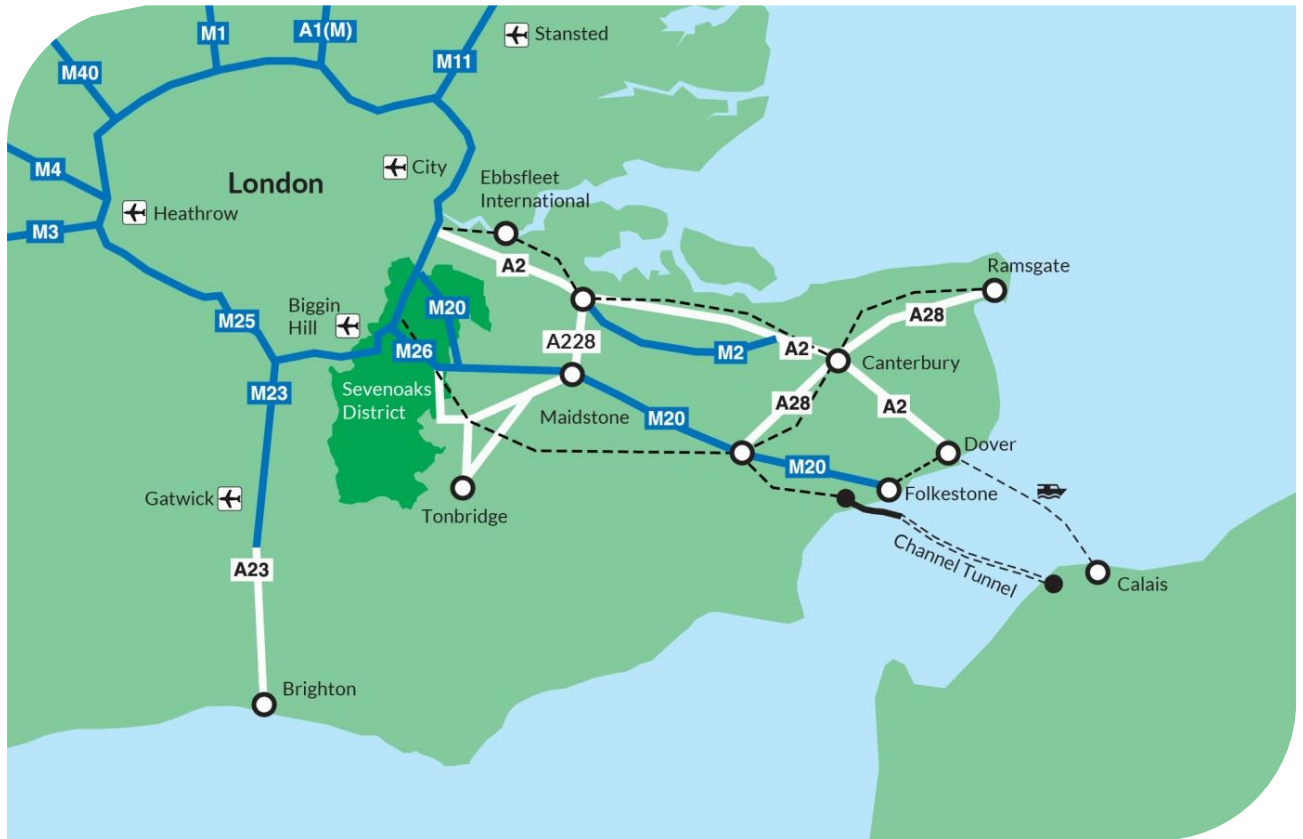 M1
A1(M)
Stansted
M40
M11
M4
City
London
Ebbsfleet
International
Heathrow
M3
A2
Ramsgate
Biggin
Hill
M20
A28
M25
A228
M26
M2
A2
Canterbury
M23
Sevenoaks
District
Maidstone
M20
A28
A2
Dover
M20
Gatwick
Tonbridge
Folkestone
Channel Tunnel
A23
Calais
Brighton